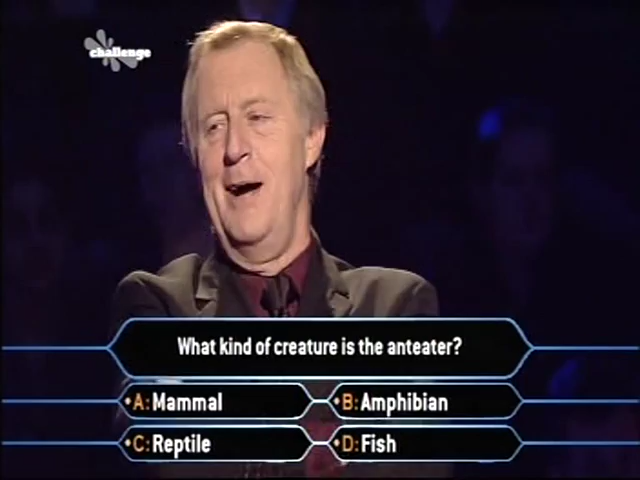 challenge
What kind of creature is the anteater?
A: Mammal
B: Amphibian
C: Reptile
D: Fish